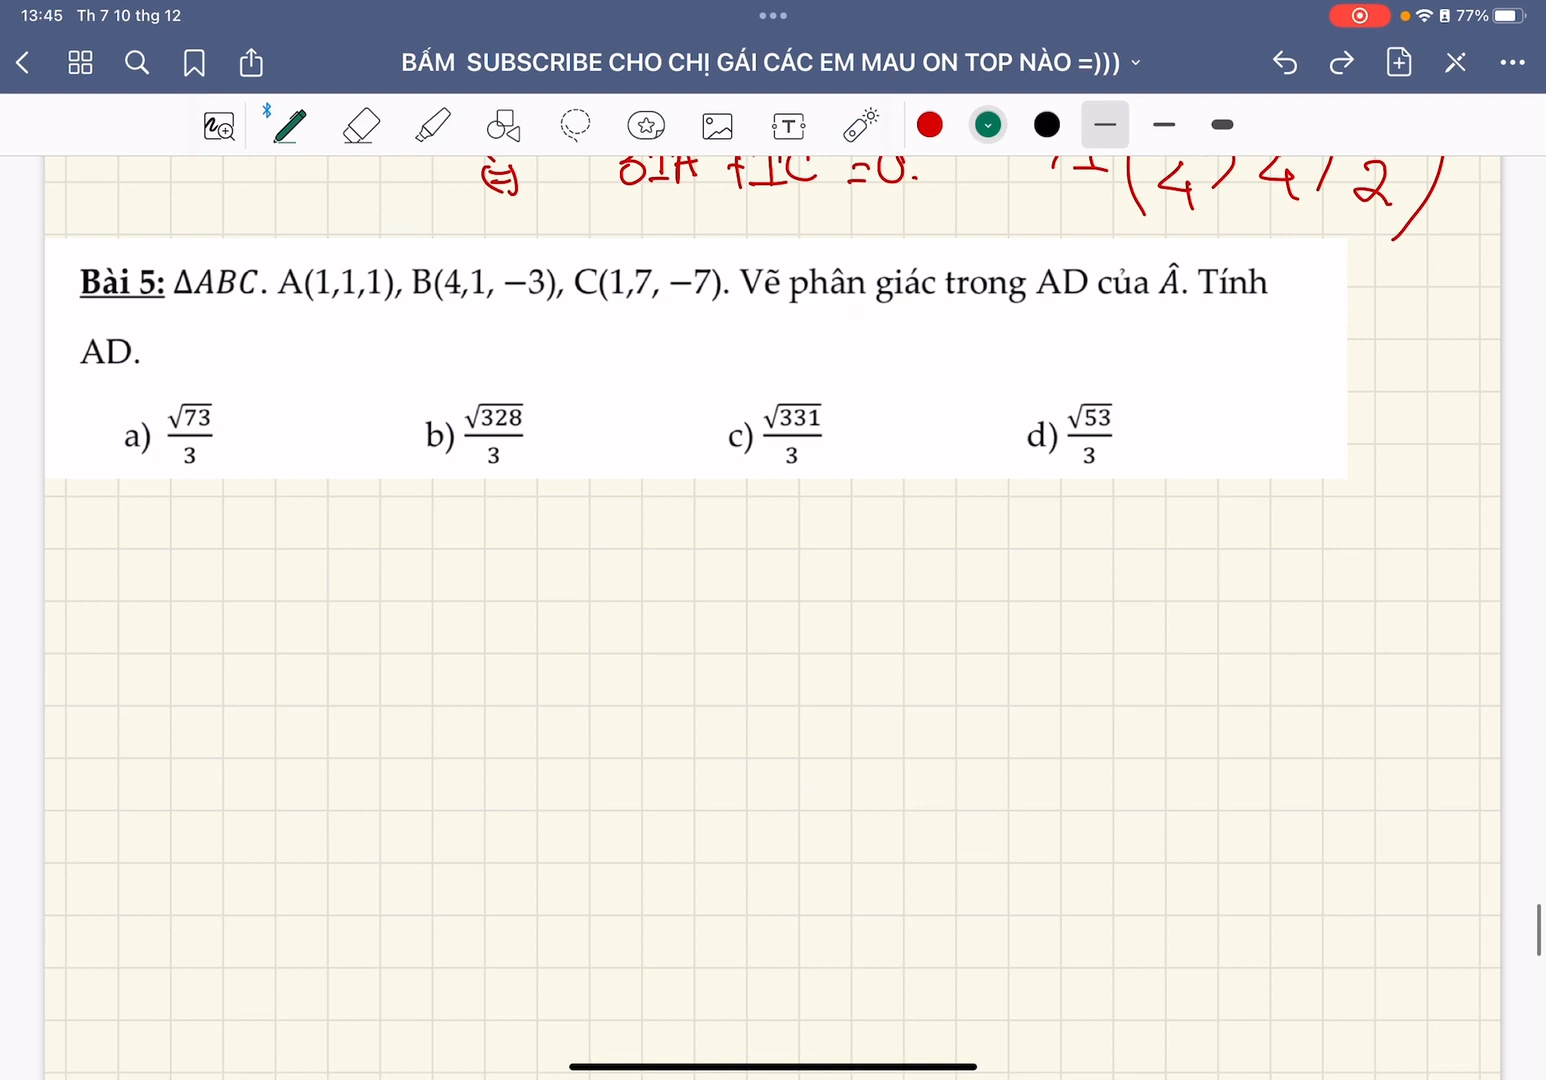 13:45 Th 7 10 thg 12
77%
BẤM SUBSCRIBE CHO CHỊ GÁI CÁC EM MAU ON TOP NÀO =)))
Bài 5: ΔABC. A(1,1,1), B(4,1, −3), C(1,7, −7). Vẽ phân giác trong AD của Â. Tính
AD.
a) √73/3 b) √328/3 c) √331/3 d) √53/3